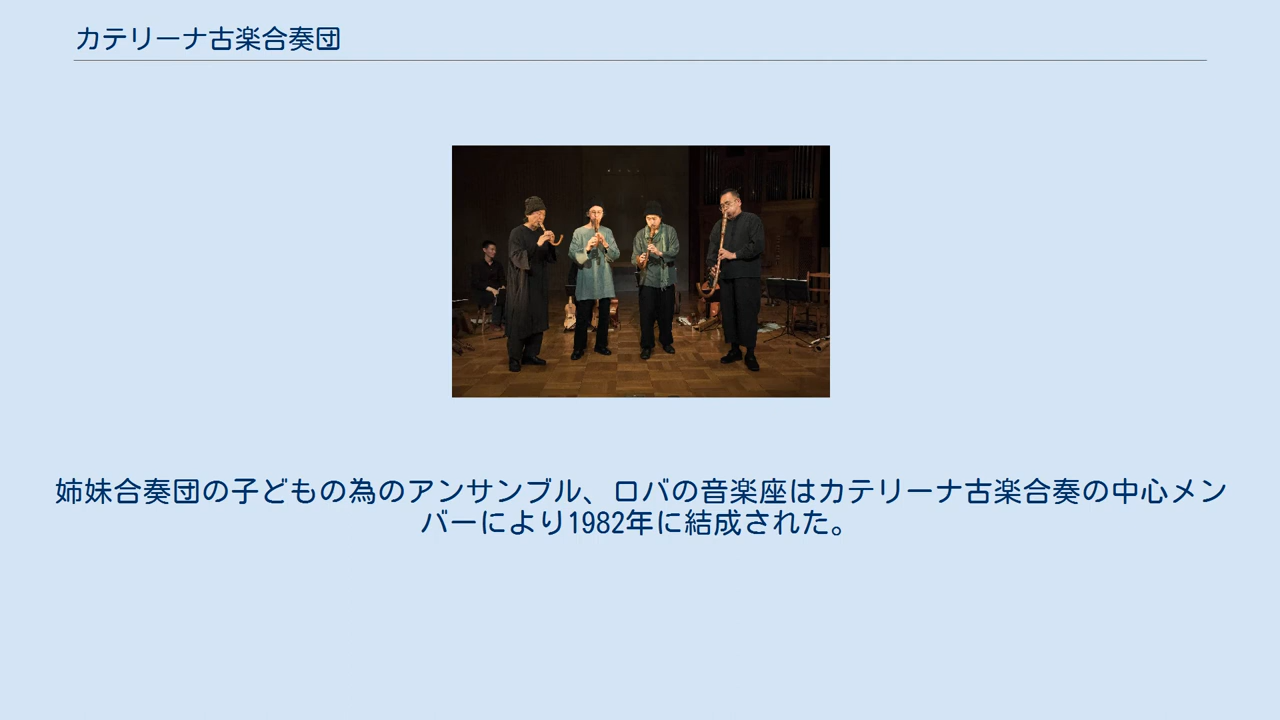 カテリーナ古楽合奏団
姉妹合奏団の子どもの為のアンサンブル、ロバの音楽座はカテリーナ古楽合奏の中心メン
バーにより1982年に結成された。